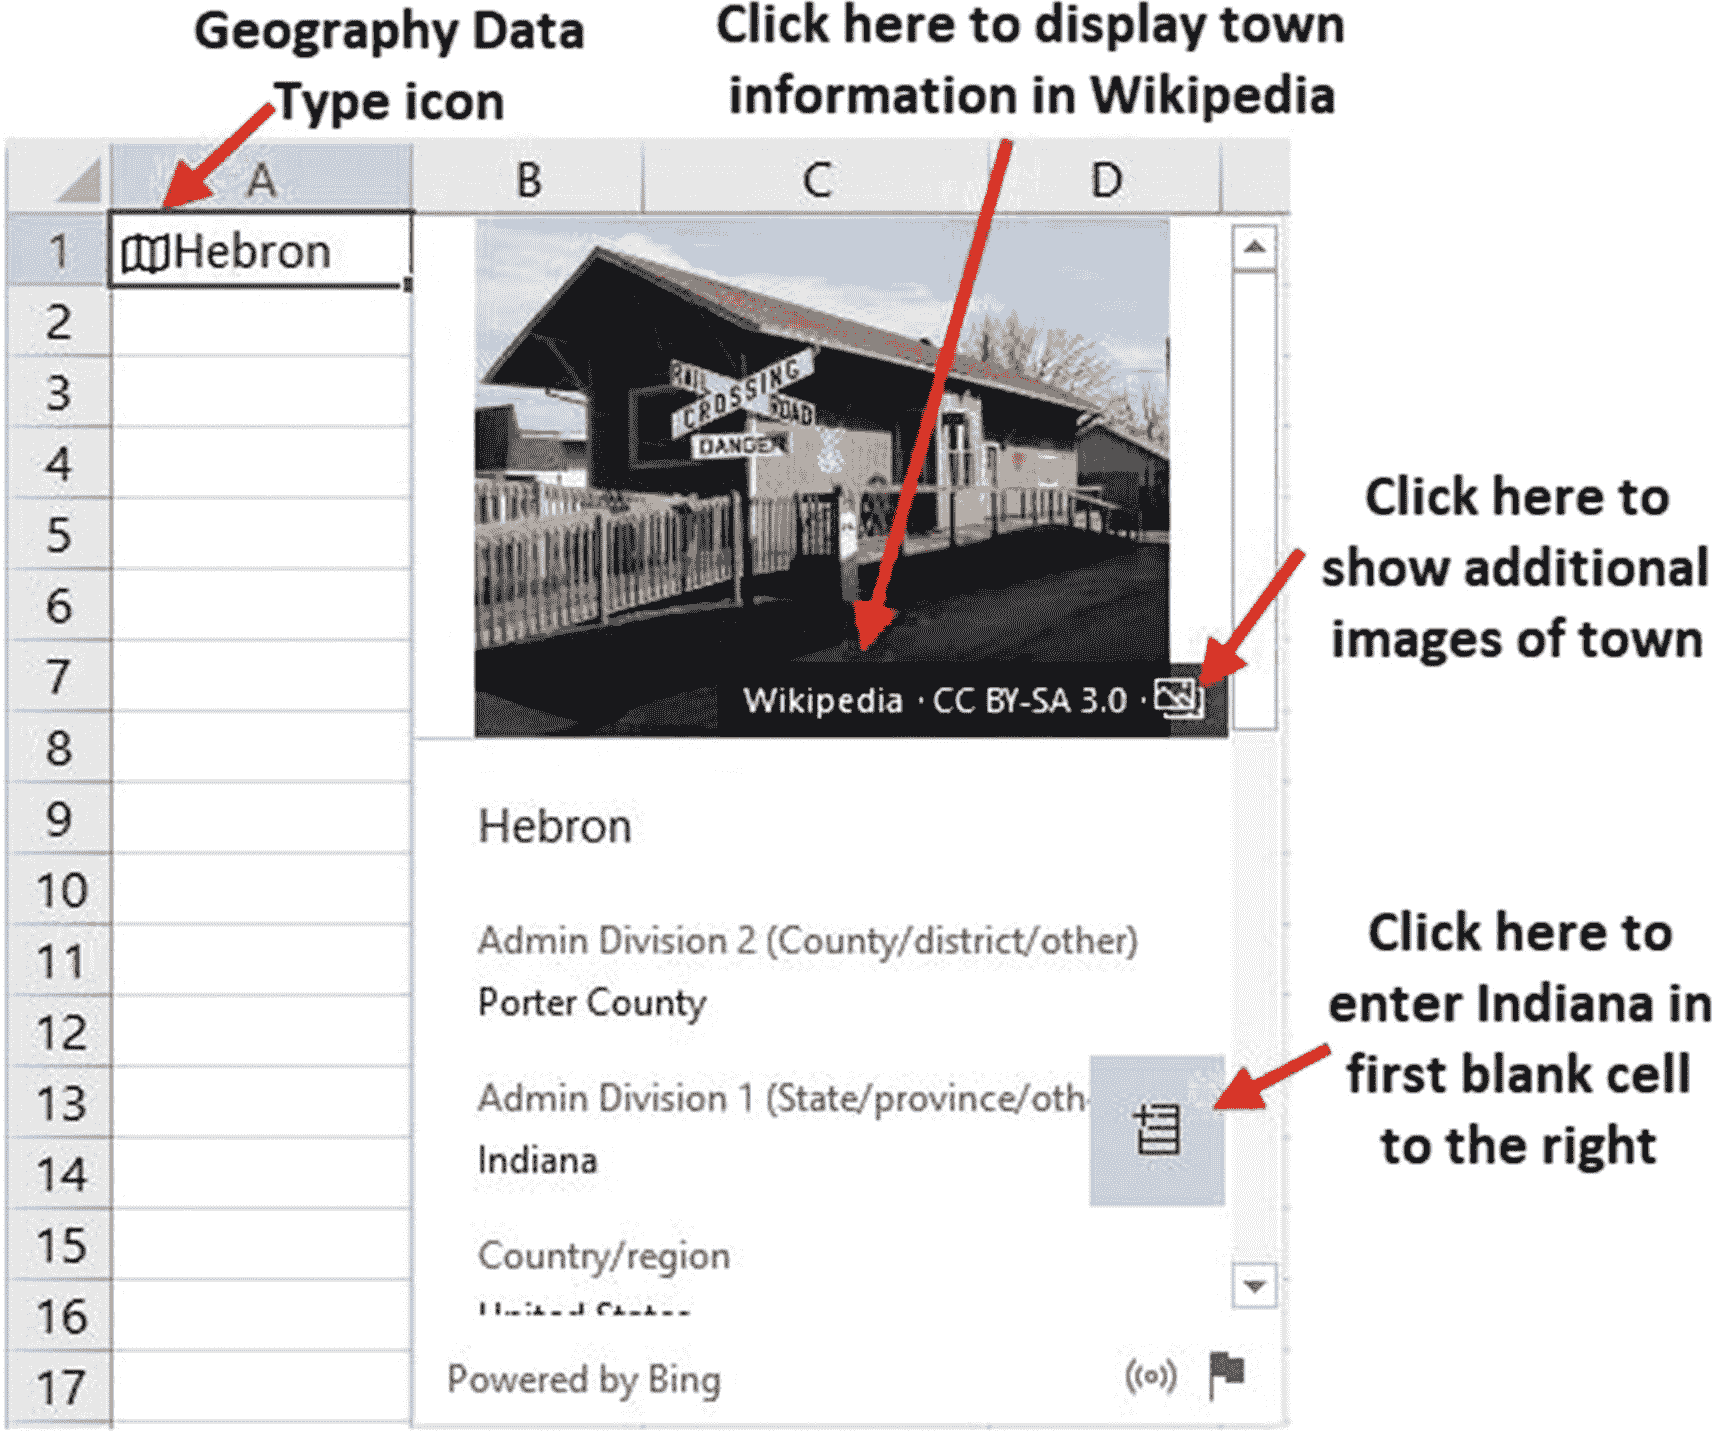 Geography Data
Type icon
Click here to display town
information in Wikipedia
A
B
C
D
1
Hebron
2
3
4
5
6
7
8
9
10
11
12
13
14
15
16
17
RAIL
CROSSING
ROAD
DANGER
Wikipedia · CC BY-SA 3.0 ·
Click here to
show additional
images of town
Hebron
Admin Division 2 (County/district/other)
Porter County
Admin Division 1 (State/province/oth
Indiana
Click here to
enter Indiana in
first blank cell
to the right
Country/region
United States
Powered by Bing